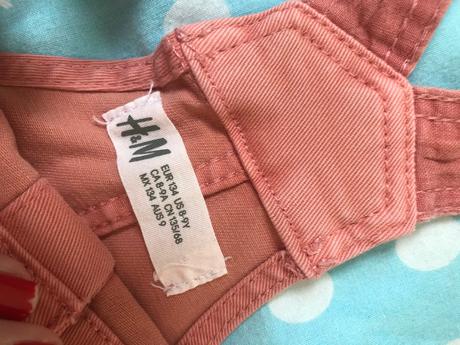 H&M
EUR 134 US 8-9Y
CA 8-9A CN 135/68
MX 134 AUS 9